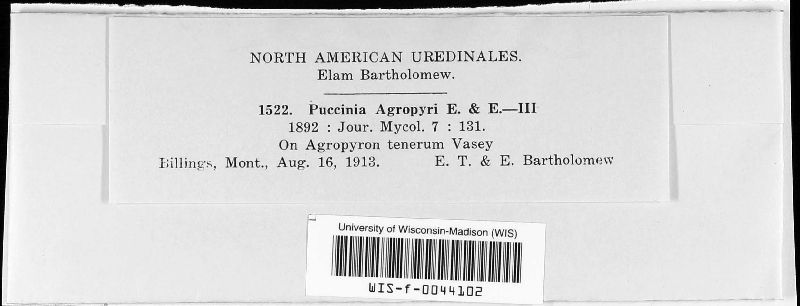 NORTH AMERICAN UREDINALES.
Elam Bartholomew.
1522. Puccinia Agropyri E. & E.—III
1892 : Jour. Mycol. 7 : 131.
On Agropyron tenerum Vasey
Billings, Mont., Aug. 16, 1913. E. T. & E. Bartholomew
University of Wisconsin-Madison (WIS)
WIS-f-0044102